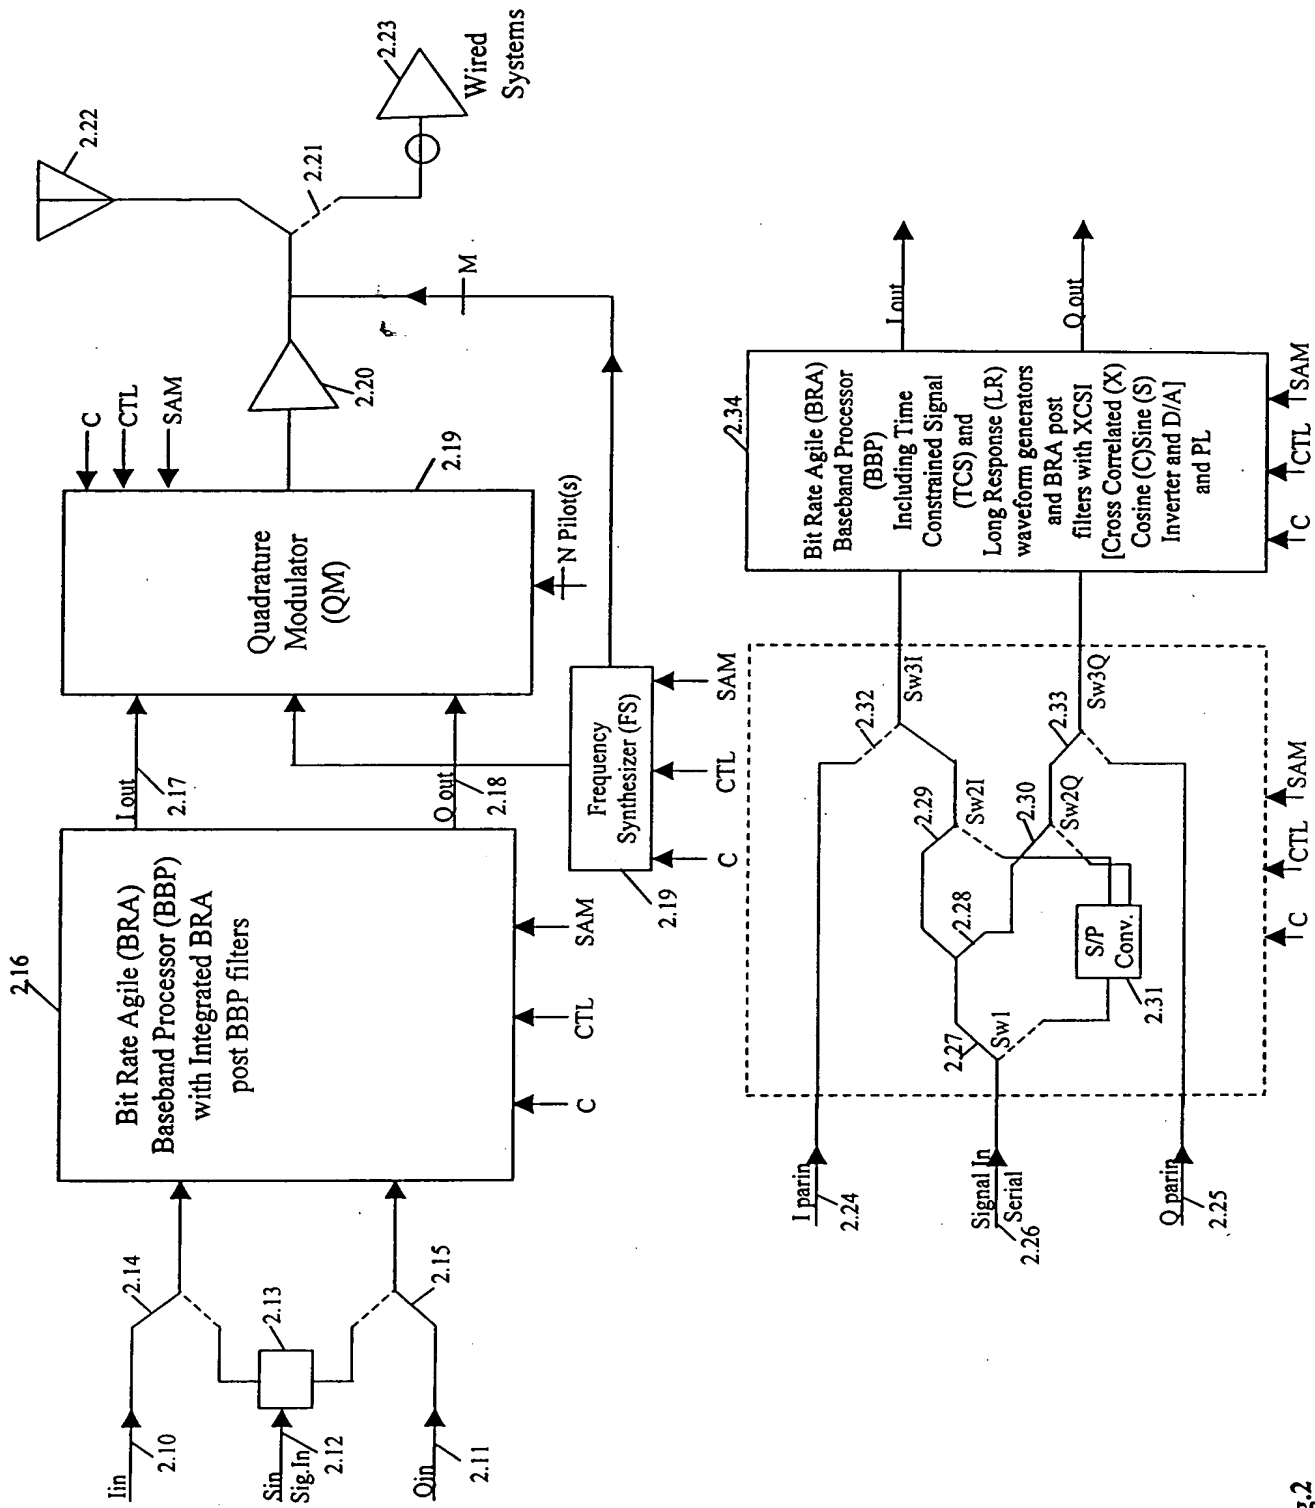 Iin
2.10
Sin
Sig.In
2.12
Qin
2.11
2.13
2.14
2.15
2.16
Bit Rate Agile (BRA)
Baseband Processor (BBP)
with Integrated BRA
post BBP filters
C
CTL
SAM
I out
2.17
Q out
2.18
Quadrature
Modulator
(QM)
2.19
C
CTL
SAM
N Pilot(s)
Frequency
Synthesizer (FS)
2.19
C
CTL
SAM
2.20
M
2.21
2.22
2.23
Wired
Systems
I parin
2.24
Signal In
Serial
2.26
Q parin
2.25
2.27
Sw1
2.28
2.29
Sw2I
2.30
Sw2Q
S/P
Conv.
2.31
2.32
Sw3I
2.33
Sw3Q
C
CTL
SAM
2.34
Bit Rate Agile (BRA)
Baseband Processor
(BBP)
Including Time
Constrained Signal
(TCS) and
Long Response (LR)
waveform generators
and BRA post
filters with XCSI
[Cross Correlated (X)
Cosine (C)Sine (S)
Inverter and D/A]
and PL
C
CTL
SAM
I out
Q out
g.2